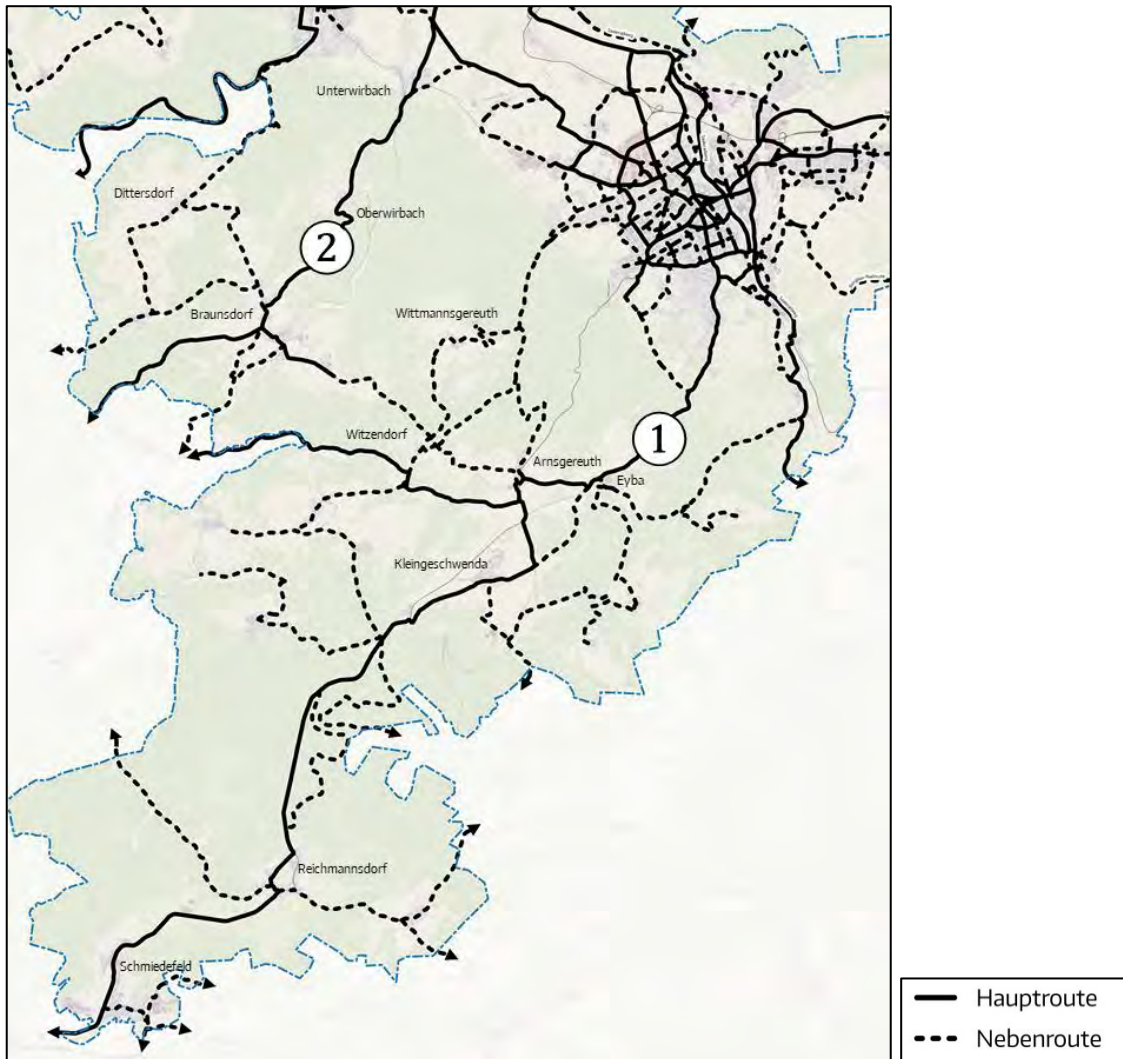 Unterwirbach
Dittersdorf
Oberwirbach
2
Braunsdorf
Wittmannsgereuth
1
Witzendorf
Arnsgereuth
Eyba
Kleingeschwenda
Reichmannsdorf
Schmiedefeld
Hauptroute
Nebenroute